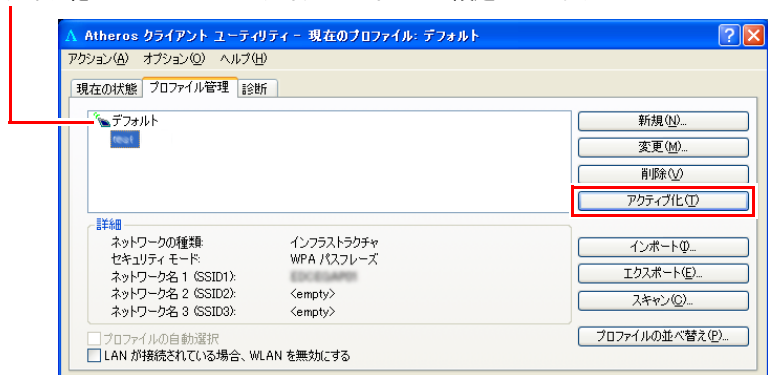 Atheros クライアント ユーティリティ - 現在のプロファイル: デフォルト
アクション(A) オプション(O) ヘルプ(H)
現在の状態 プロファイル管理 診断
デフォルト
新規(N)...
変更(M)...
削除(V)
アクティブ化(T)
詳細
ネットワークの種類: インフラストラクチャ
セキュリティ モード: WPA パスフレーズ
ネットワーク名 1 (SSID1):
ネットワーク名 2 (SSID2): <empty>
ネットワーク名 3 (SSID3): <empty>
インポート(I)...
エクスポート(E)...
スキャン(C)...
プロファイルの自動選択
プロファイルの並べ替え(P)...
LAN が接続されている場合、WLAN を無効にする